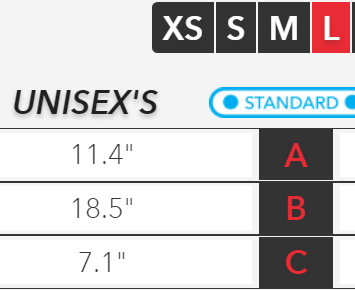 XS S M L
UNISEX'S STANDARD
11.4" A
18.5" B
7.1" C